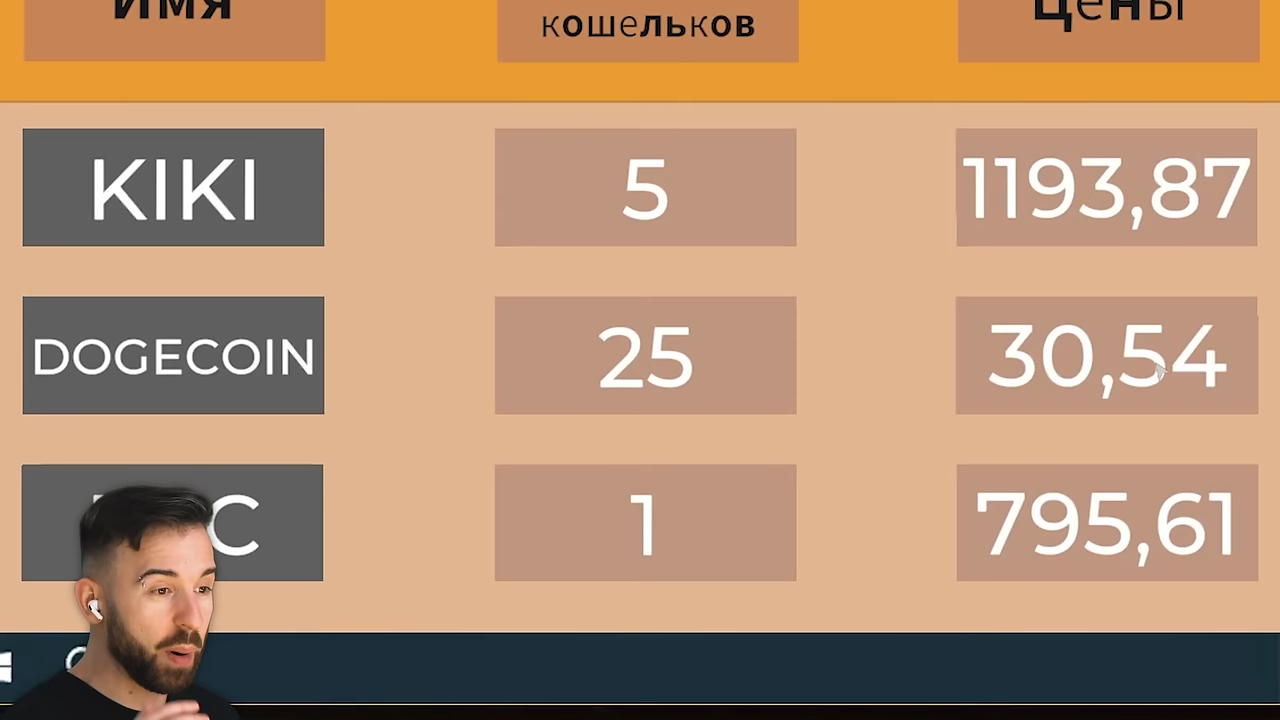 Имя
кошельков
Цены
KIKI 5 1193,87
DOGECOIN 25 30,54
1 795,61